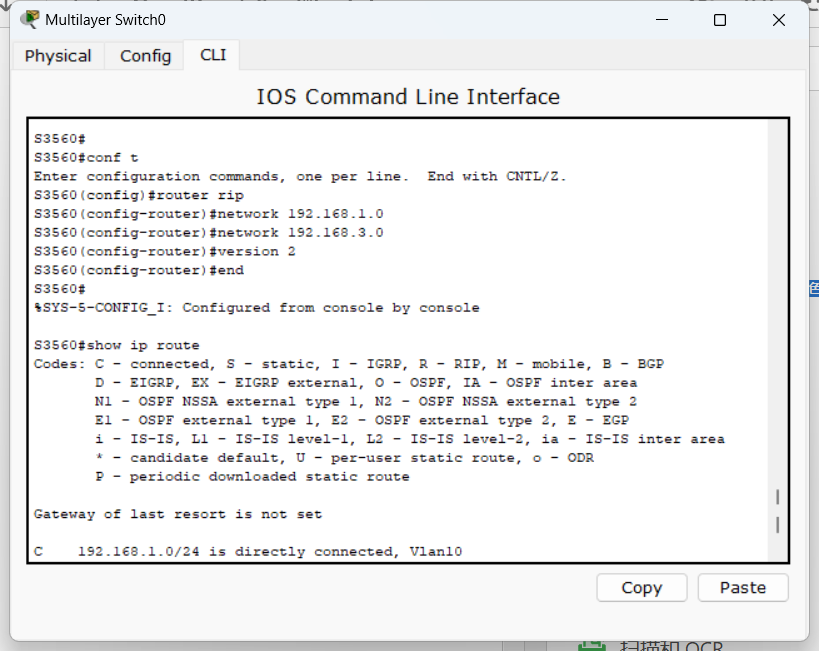 Multilayer Switch0
Physical Config CLI
IOS Command Line Interface
S3560#
S3560#conf t
Enter configuration commands, one per line.  End with CNTL/Z.
S3560(config)#router rip
S3560(config-router)#network 192.168.1.0
S3560(config-router)#network 192.168.3.0
S3560(config-router)#version 2
S3560(config-router)#end
S3560#
%SYS-5-CONFIG_I: Configured from console by console
S3560#show ip route
Codes: C - connected, S - static, I - IGRP, R - RIP, M - mobile, B - BGP
       D - EIGRP, EX - EIGRP external, O - OSPF, IA - OSPF inter area
       N1 - OSPF NSSA external type 1, N2 - OSPF NSSA external type 2
       E1 - OSPF external type 1, E2 - OSPF external type 2, E - EGP
       i - IS-IS, L1 - IS-IS level-1, L2 - IS-IS level-2, ia - IS-IS inter area
       * - candidate default, U - per-user static route, o - ODR
       P - periodic downloaded static route
Gateway of last resort is not set
C    192.168.1.0/24 is directly connected, Vlan10
Copy Paste
扫描和 OCR